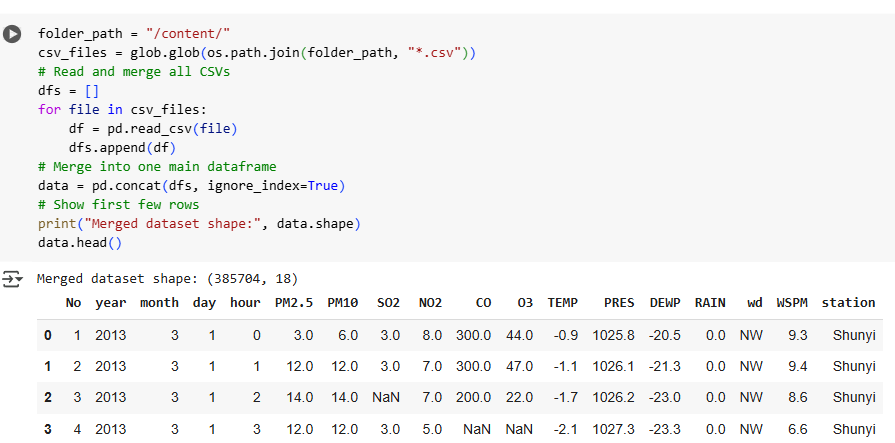 folder_path = "/content/"
csv_files = glob.glob(os.path.join(folder_path, "*.csv"))
# Read and merge all CSVs
dfs = []
for file in csv_files:
    df = pd.read_csv(file)
    dfs.append(df)
# Merge into one main dataframe
data = pd.concat(dfs, ignore_index=True)
# Show first few rows
print("Merged dataset shape:", data.shape)
data.head()
Merged dataset shape: (385704, 18)
No year month day hour PM2.5 PM10 SO2 NO2 CO O3 TEMP PRES DEWP RAIN wd WSPM station
0 1 2013 3 1 0 3.0 6.0 3.0 8.0 300.0 44.0 -0.9 1025.8 -20.5 0.0 NW 9.3 Shunyi
1 2 2013 3 1 1 12.0 12.0 3.0 7.0 300.0 47.0 -1.1 1026.1 -21.3 0.0 NW 9.4 Shunyi
2 3 2013 3 1 2 14.0 14.0 NaN 7.0 200.0 22.0 -1.7 1026.2 -23.0 0.0 NW 8.6 Shunyi
3 4 2013 3 1 3 12.0 12.0 3.0 5.0 NaN NaN -2.1 1027.3 -23.3 0.0 NW 6.6 Shunyi